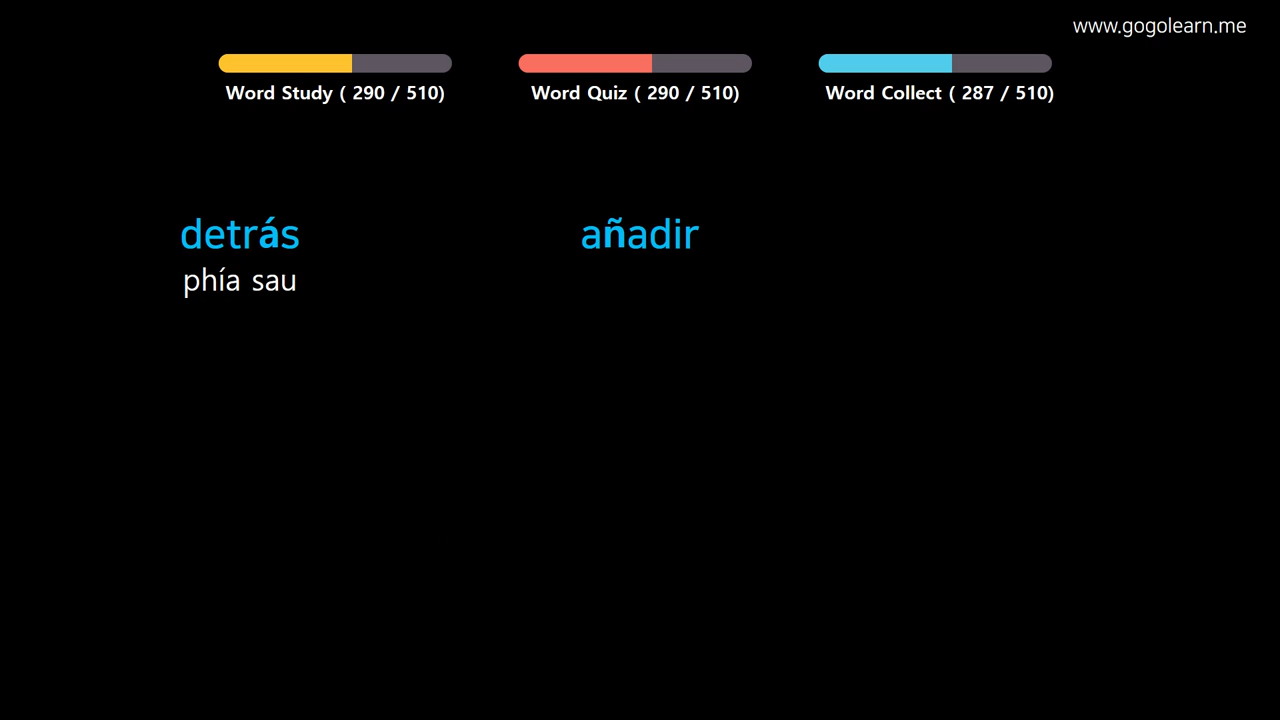 www.gogolearn.me
Word Study ( 290 / 510)
Word Quiz ( 290 / 510)
Word Collect ( 287 / 510)
detrás
phía sau
añadir